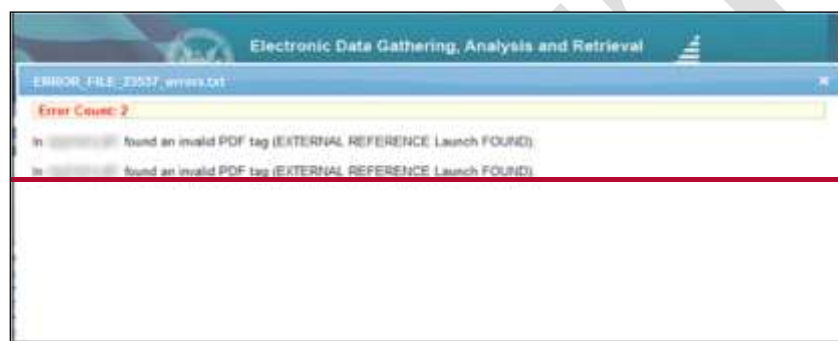 Electronic Data Gathering, Analysis and Retrieval
ERROR_FILE_23537_errors.txt
Error Count: 2
In found an invalid PDF tag (EXTERNAL REFERENCE Launch FOUND).
In found an invalid PDF tag (EXTERNAL REFERENCE Launch FOUND).